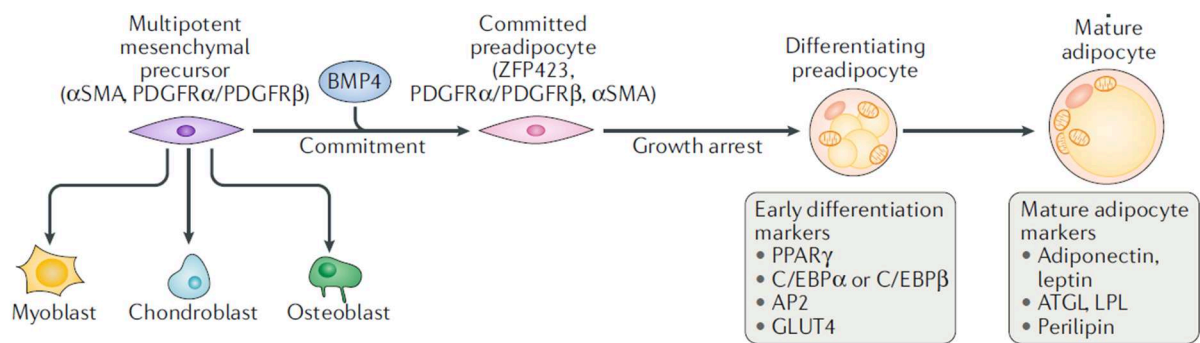 Multipotent
mesenchymal
precursor
(αSMA, PDGFRα/PDGFRβ)
BMP4
Commitment
Committed
preadipocyte
(ZFP423,
PDGFRα/PDGFRβ, αSMA)
Growth arrest
Differentiating
preadipocyte
Mature
adipocyte
Myoblast
Chondroblast
Osteoblast
Early differentiation
markers
• PPARγ
• C/EBPα or C/EBPβ
• AP2
• GLUT4
Mature adipocyte
markers
• Adiponectin,
leptin
• ATGL, LPL
• Perilipin